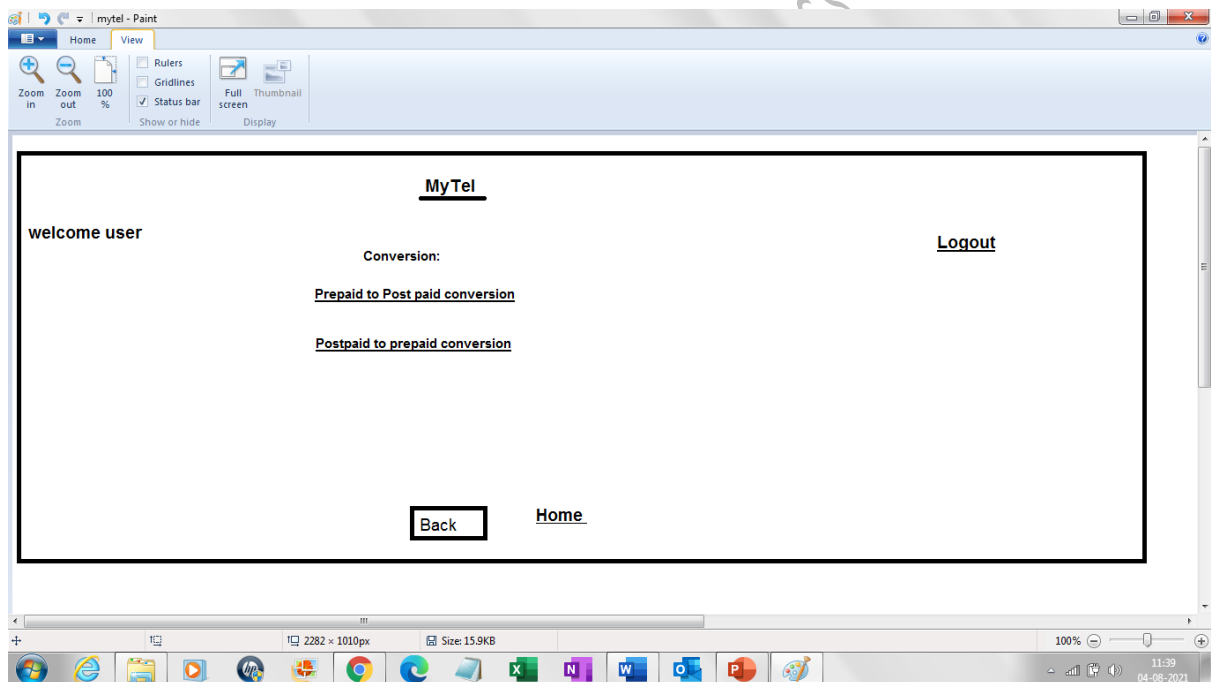 mytel - Paint
Home View
Rulers
Gridlines
Status bar
Zoom in
Zoom out
100 %
Full screen
Thumbnail
Zoom
Show or hide
Display
MyTel
welcome user
Logout
Conversion:
Prepaid to Post paid conversion
Postpaid to prepaid conversion
Back
Home
2282 × 1010px
Size: 15.9KB
100%
11:39
04-08-2021